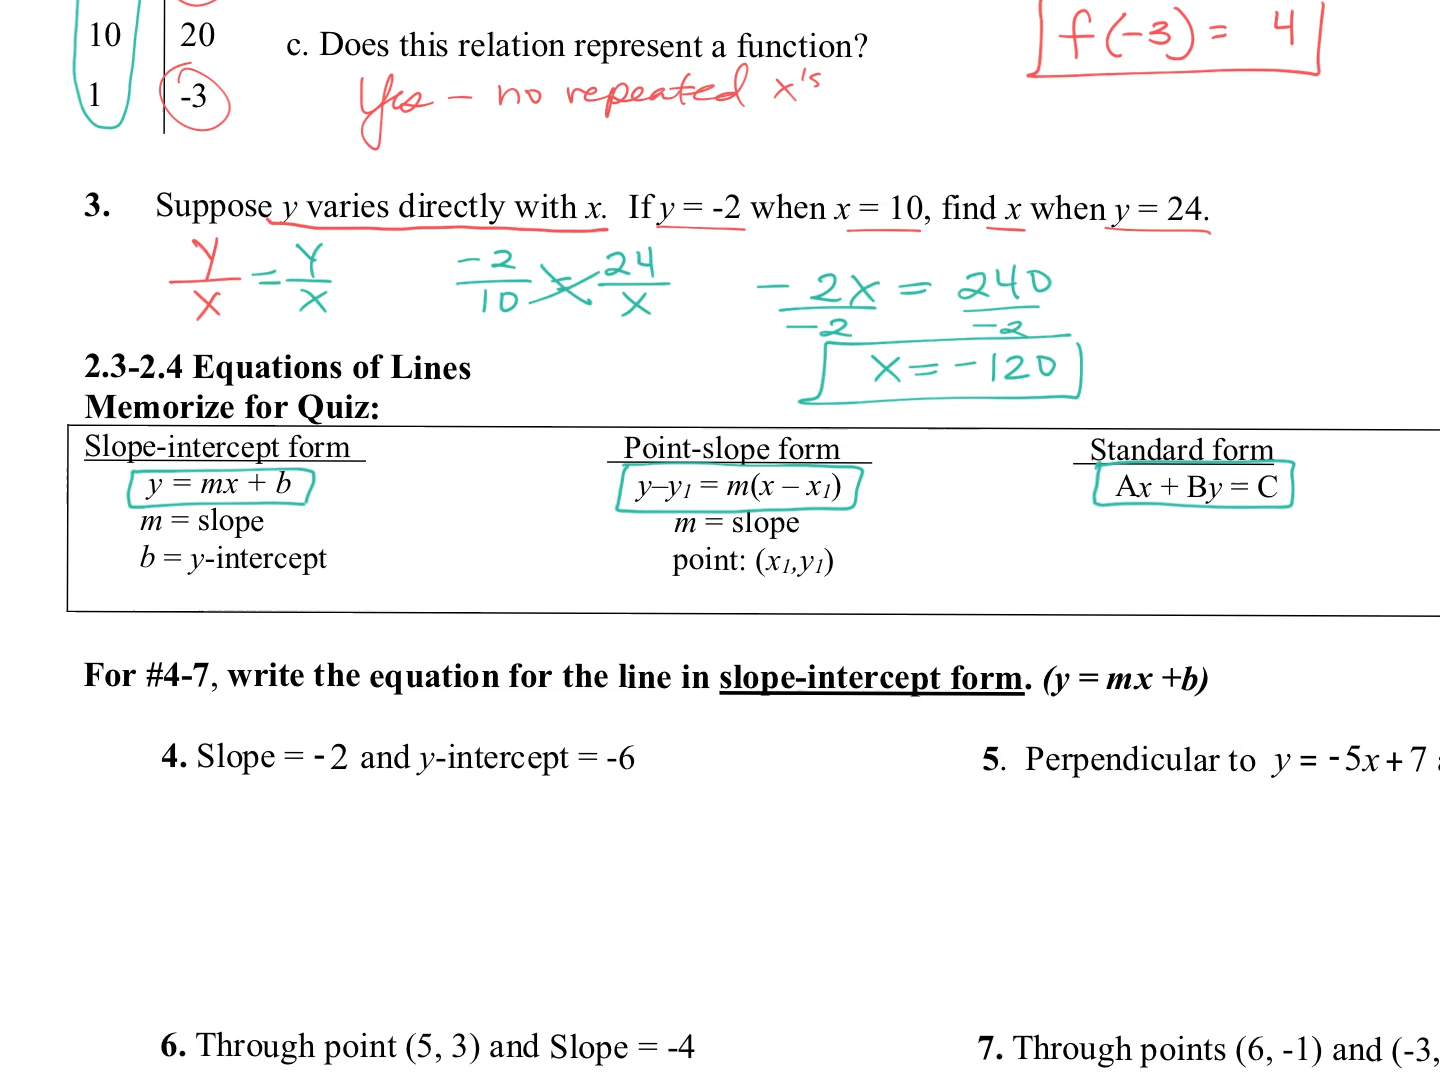 10 20 c. Does this relation represent a function? f(-3) = 4
1 -3 Yes - no repeated x's
3. Suppose y varies directly with x. If y = -2 when x = 10, find x when y = 24.
y/x = y/x -2/10 24/x -2x = 240
-2 -2
x = -120
2.3-2.4 Equations of Lines
Memorize for Quiz:
Slope-intercept form Point-slope form Standard form
y = mx + b y–y1 = m(x – x1) Ax + By = C
m = slope m = slope
b = y-intercept point: (x1,y1)
For #4-7, write the equation for the line in slope-intercept form. (y = mx +b)
4. Slope = -2 and y-intercept = -6 5. Perpendicular to y = -5x+7
6. Through point (5, 3) and Slope = -4 7. Through points (6, -1) and (-3,